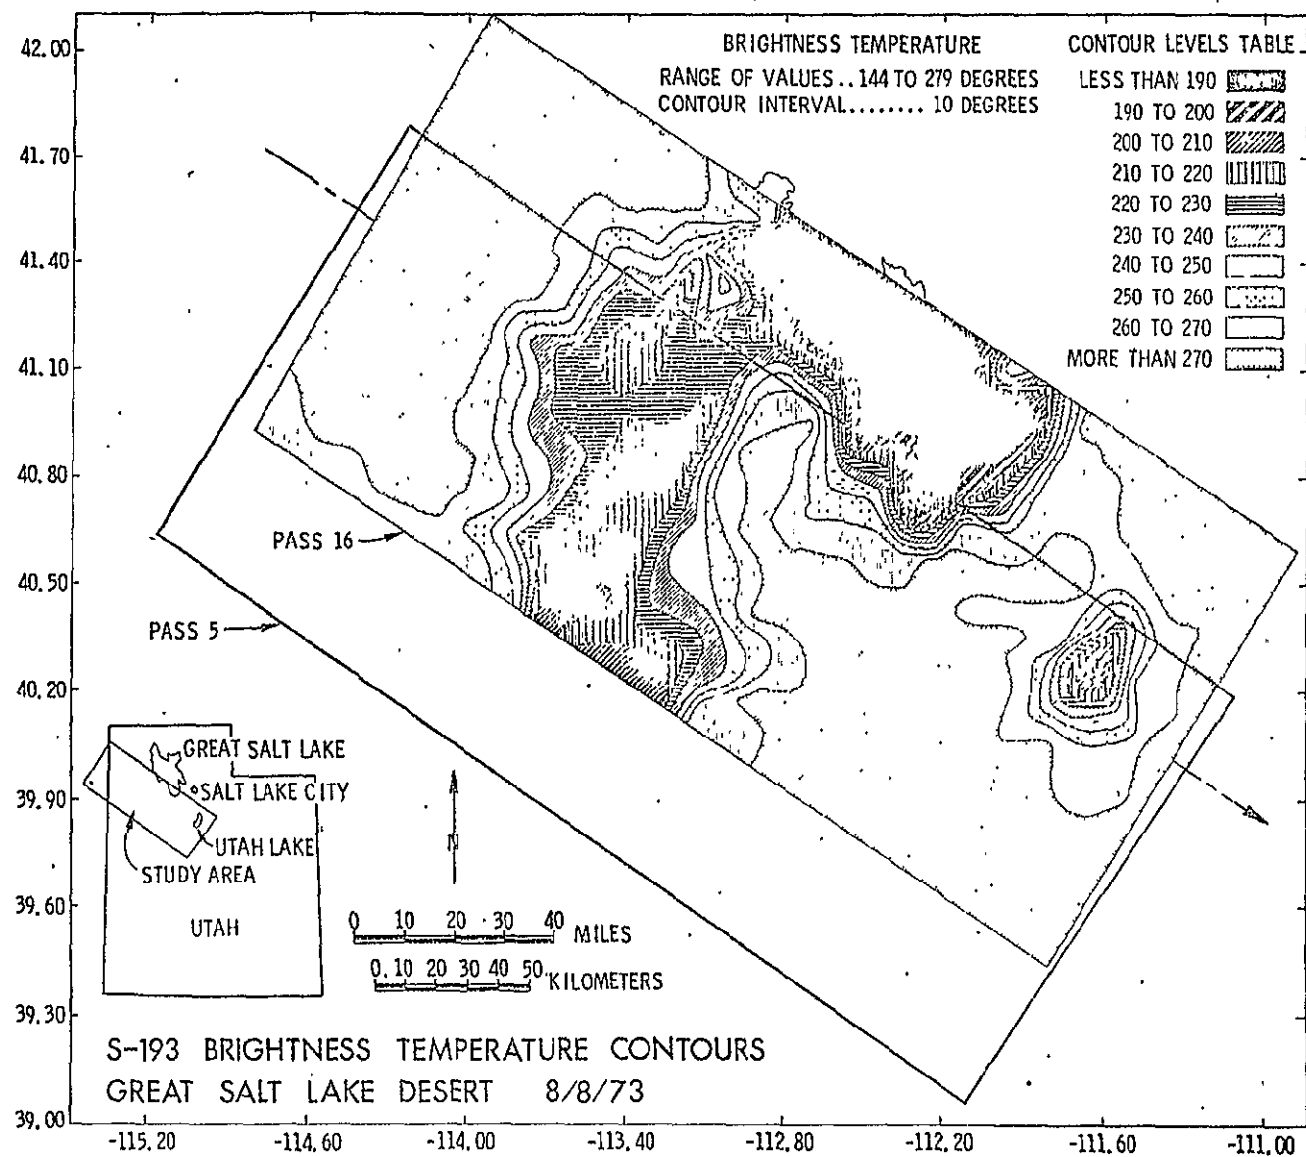 BRIGHTNESS TEMPERATURE
RANGE OF VALUES..144 TO 279 DEGREES
CONTOUR INTERVAL........ 10 DEGREES
CONTOUR LEVELS TABLE
LESS THAN 190
190 TO 200
200 TO 210
210 TO 220
220 TO 230
230 TO 240
240 TO 250
250 TO 260
260 TO 270
MORE THAN 270
42.00
41.70
41.40
41.10
40.80
40.50
40.20
39.90
39.60
39.30
39.00
PASS 16
PASS 5
GREAT SALT LAKE
SALT LAKE CITY
UTAH LAKE
STUDY AREA
UTAH
N
0 10 20 30 40 MILES
0. 10 20 30 40 50 KILOMETERS
S-193 BRIGHTNESS TEMPERATURE CONTOURS
GREAT SALT LAKE DESERT 8/8/73
-115.20 -114.60 -114.00 -113.40 -112.80 -112.20 -111.60 -111.00